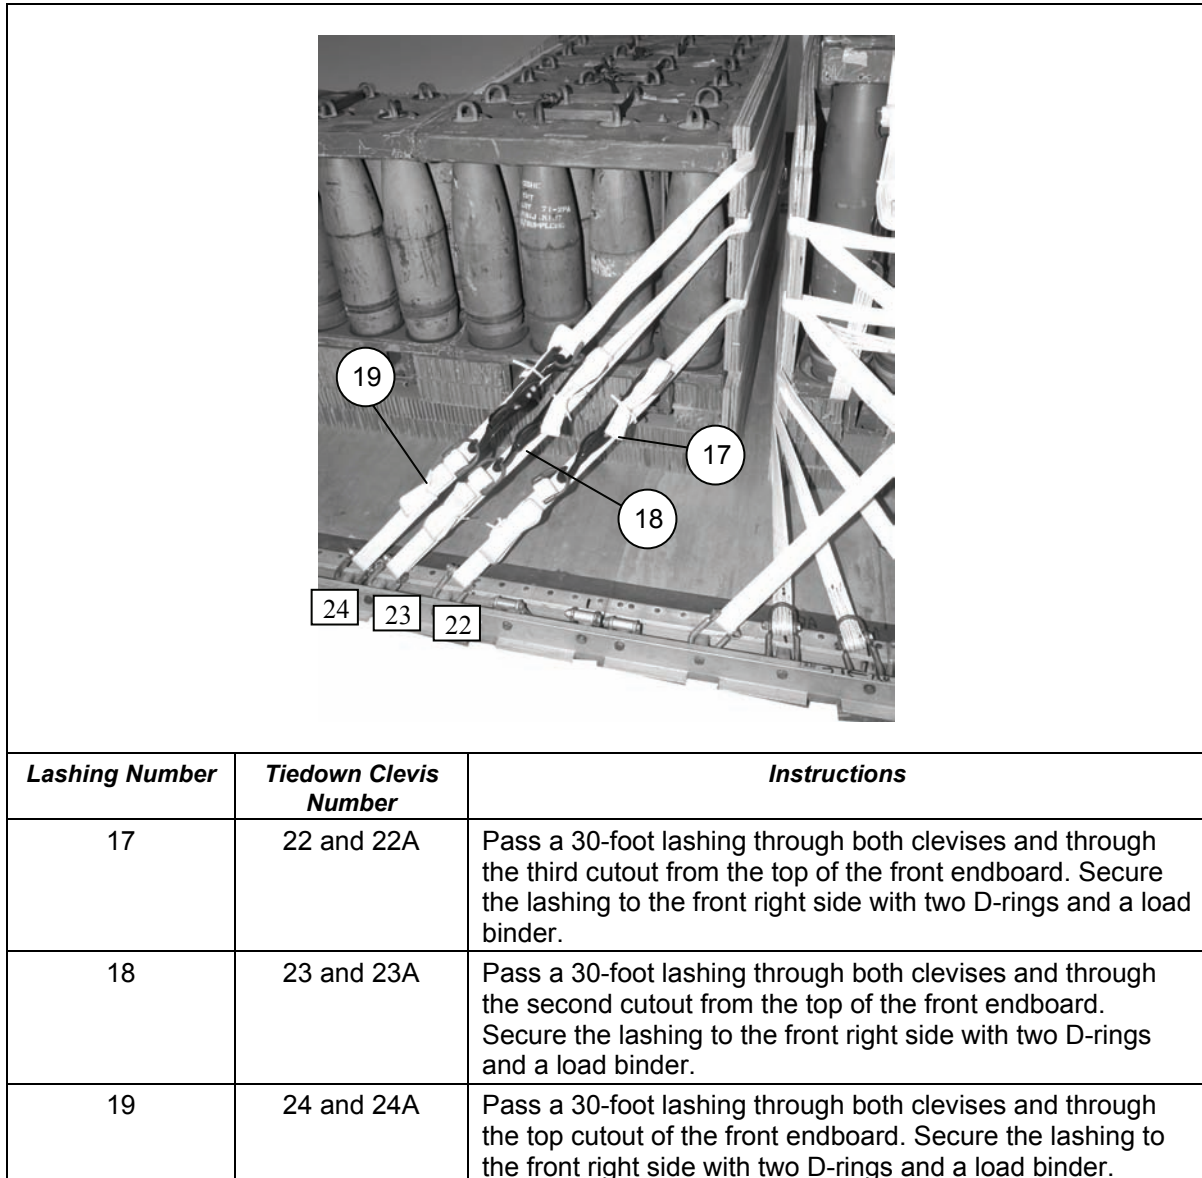 19
17
18
24
23
22
Lashing Number
Tiedown Clevis
Number
Instructions
17
22 and 22A
Pass a 30-foot lashing through both clevises and through
the third cutout from the top of the front endboard. Secure
the lashing to the front right side with two D-rings and a load
binder.
18
23 and 23A
Pass a 30-foot lashing through both clevises and through
the second cutout from the top of the front endboard.
Secure the lashing to the front right side with two D-rings
and a load binder.
19
24 and 24A
Pass a 30-foot lashing through both clevises and through
the top cutout of the front endboard. Secure the lashing to
the front right side with two D-rings and a load binder.